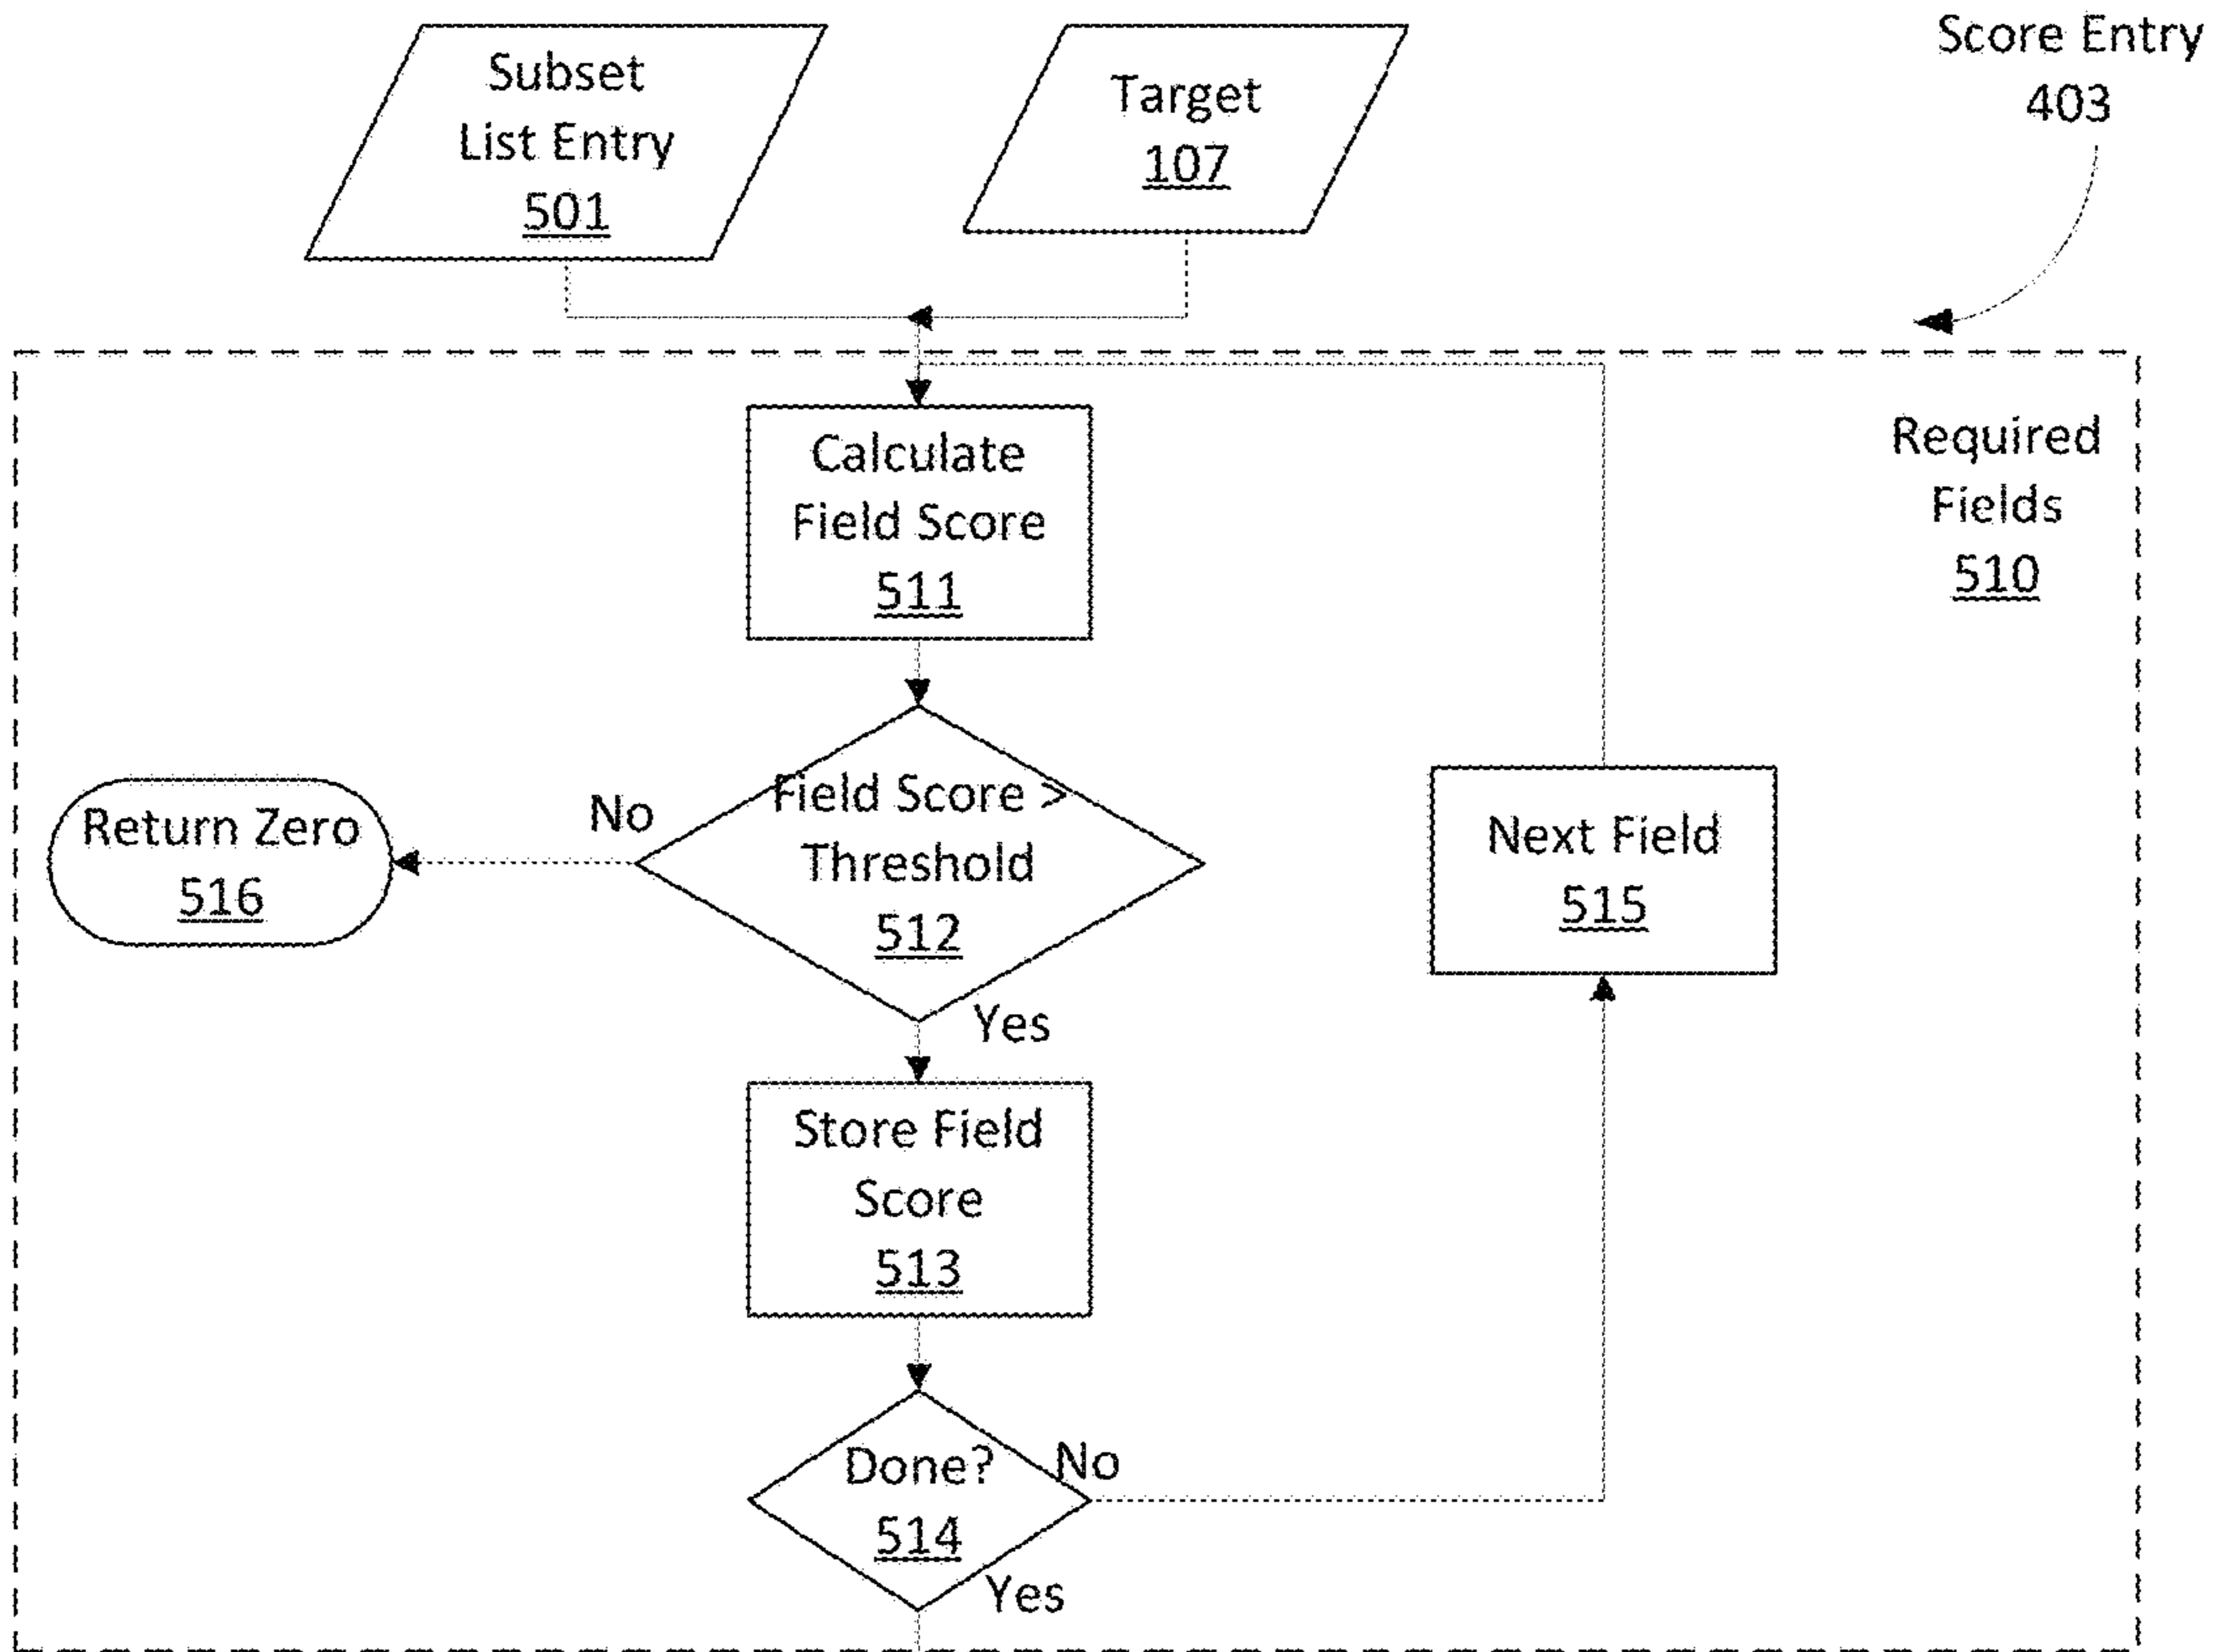 Subset
List Entry
501
Target
107
Score Entry
403
Required
Fields
510
Calculate
Field Score
511
Field Score >
Threshold
512
No
Return Zero
516
Next Field
515
Yes
Store Field
Score
513
Done?
514
No
Yes